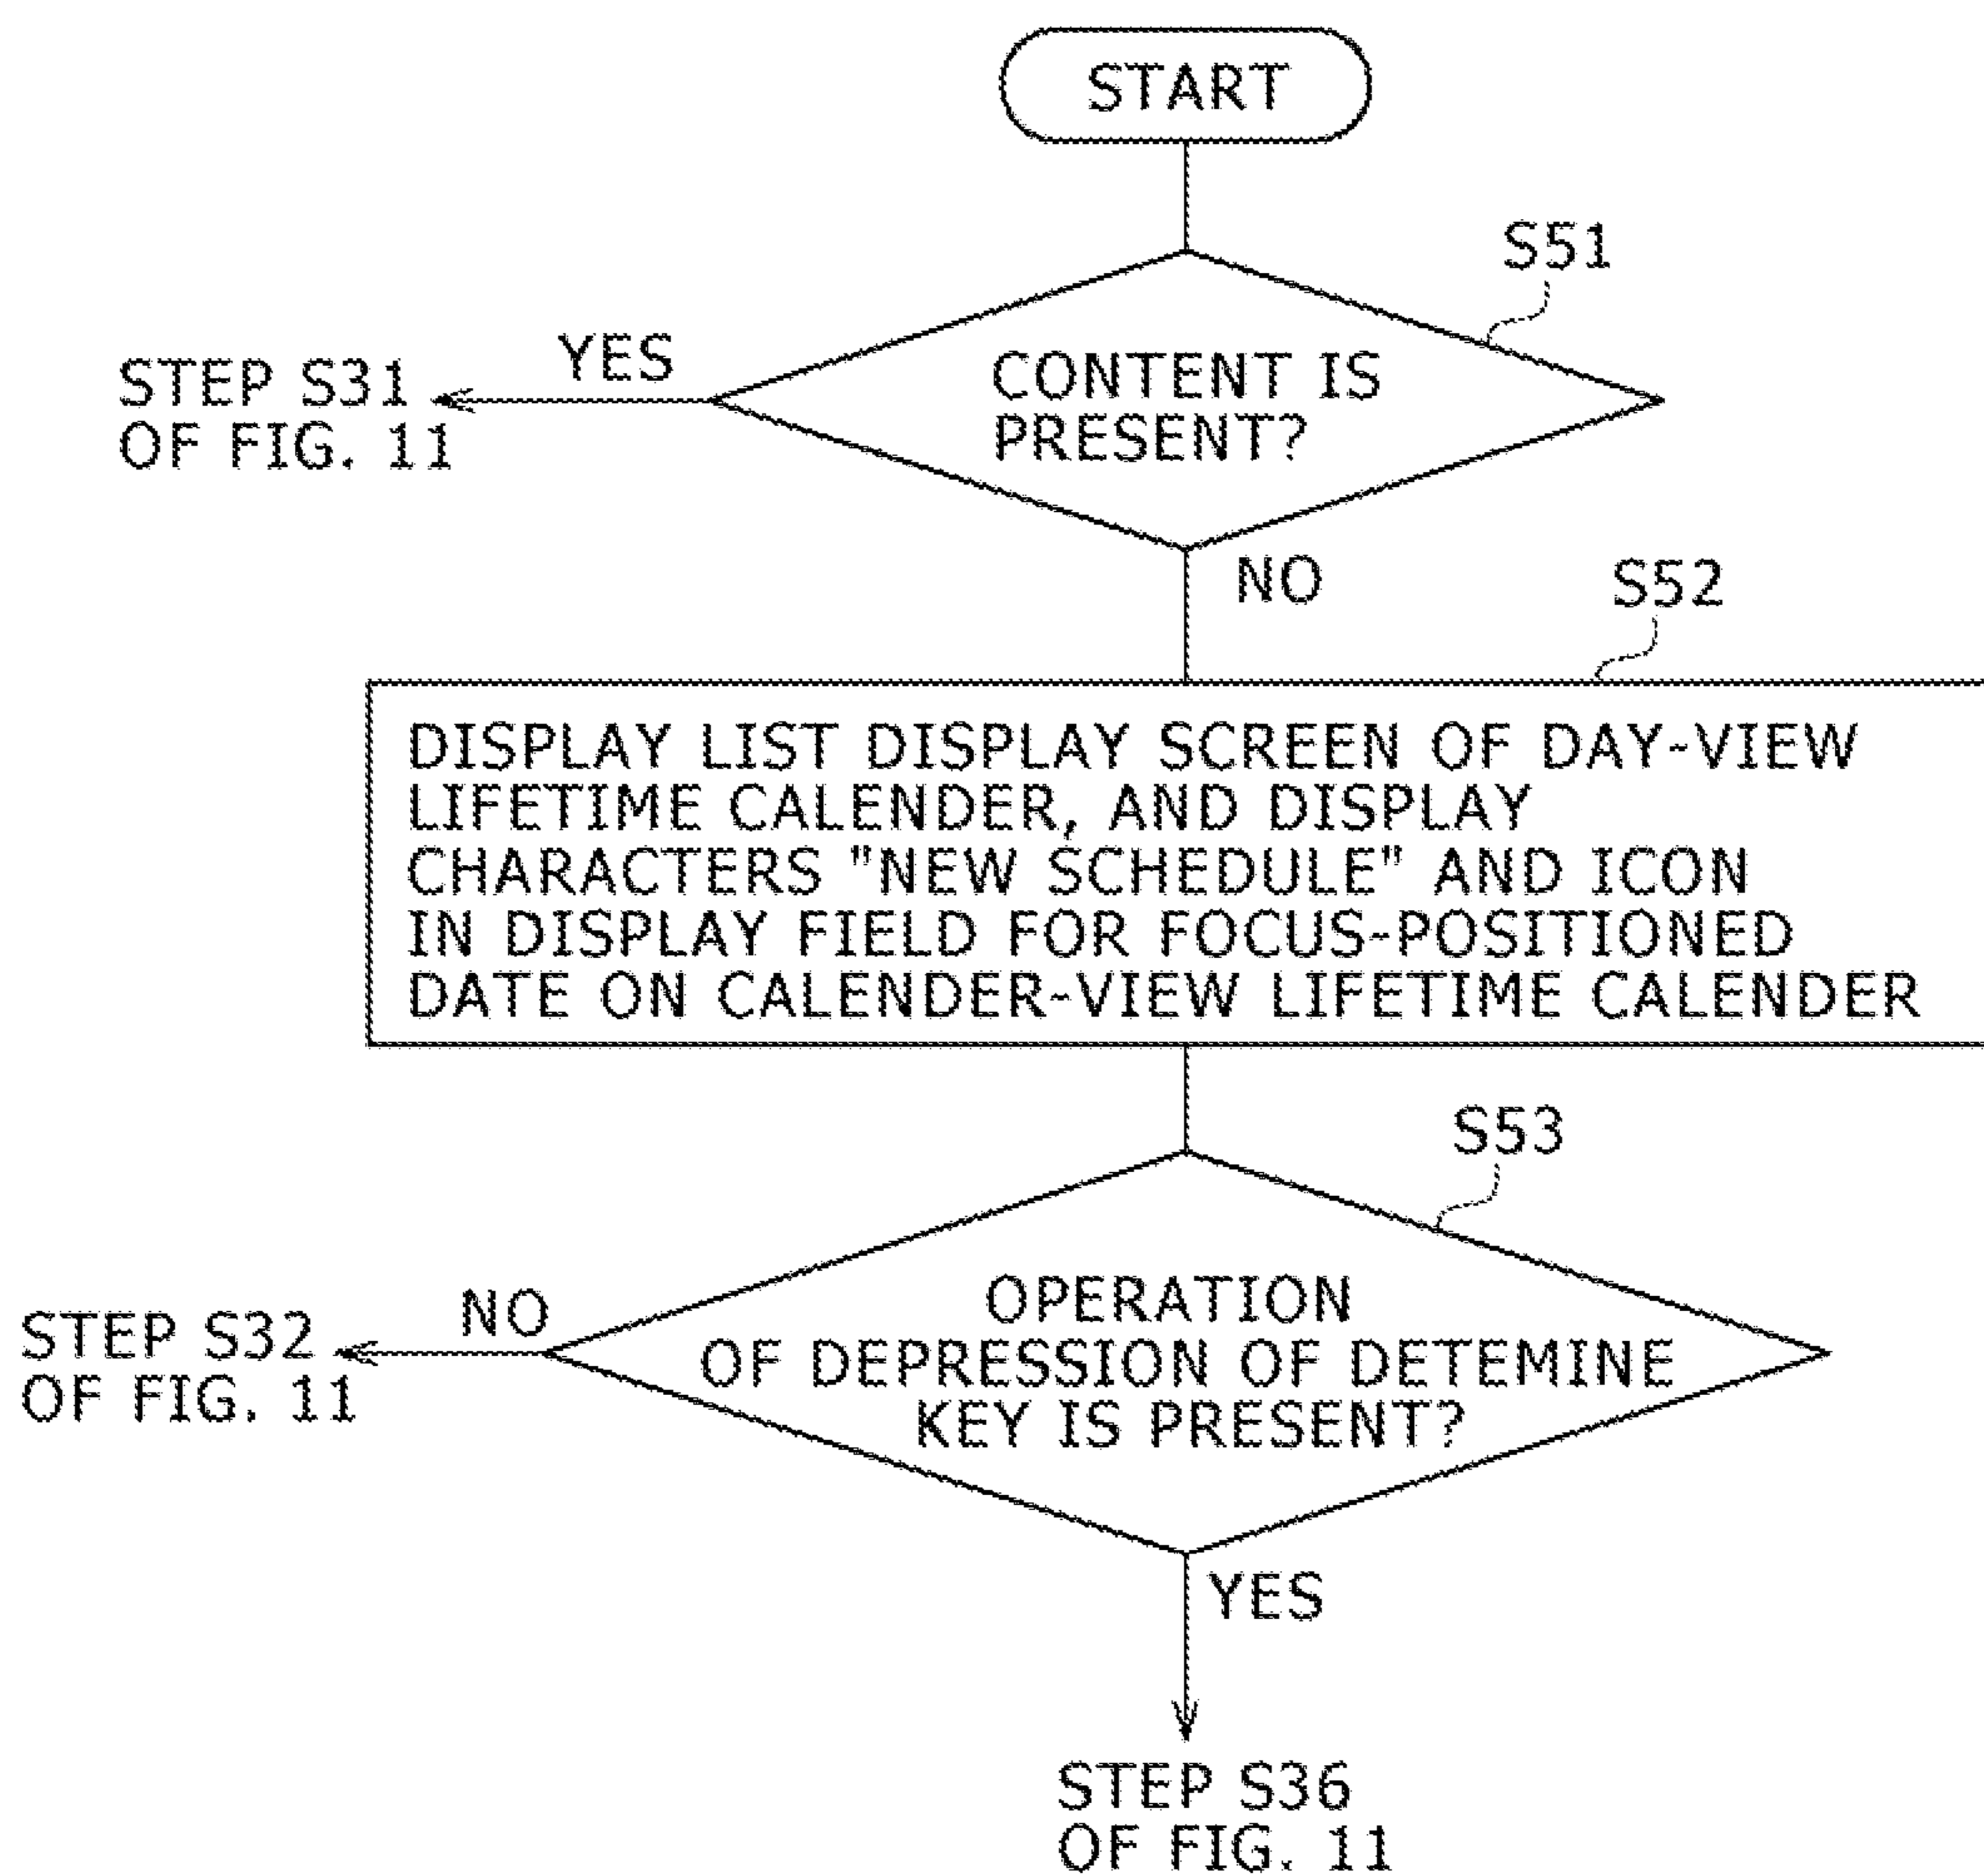 START
S51
CONTENT IS
PRESENT?
YES
STEP S31
OF FIG. 11
NO
S52
DISPLAY LIST DISPLAY SCREEN OF DAY-VIEW
LIFETIME CALENDER, AND DISPLAY
CHARACTERS "NEW SCHEDULE" AND ICON
IN DISPLAY FIELD FOR FOCUS-POSITIONED
DATE ON CALENDER-VIEW LIFETIME CALENDER
S53
OPERATION
OF DEPRESSION OF DETEMINE
KEY IS PRESENT?
NO
STEP S32
OF FIG. 11
YES
STEP S36
OF FIG. 11